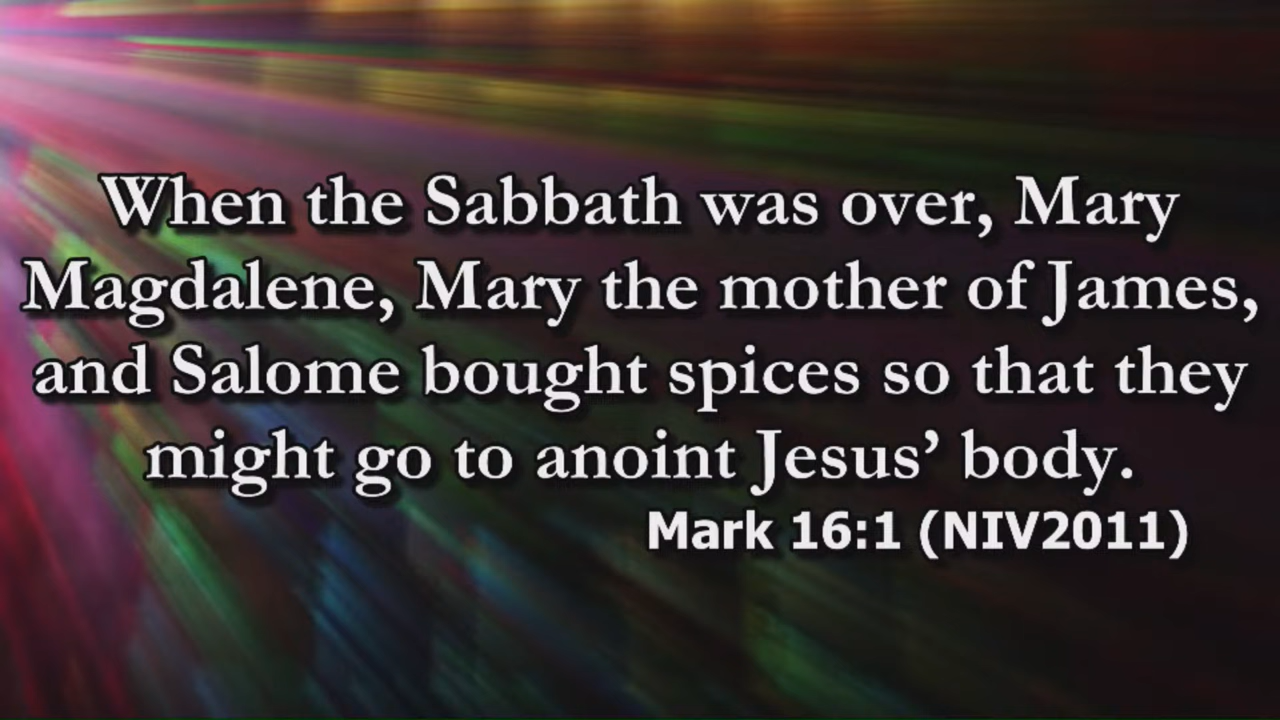 When the Sabbath was over, Mary
Magdalene, Mary the mother of James,
and Salome bought spices so that they
might go to anoint Jesus’ body.
Mark 16:1 (NIV2011)